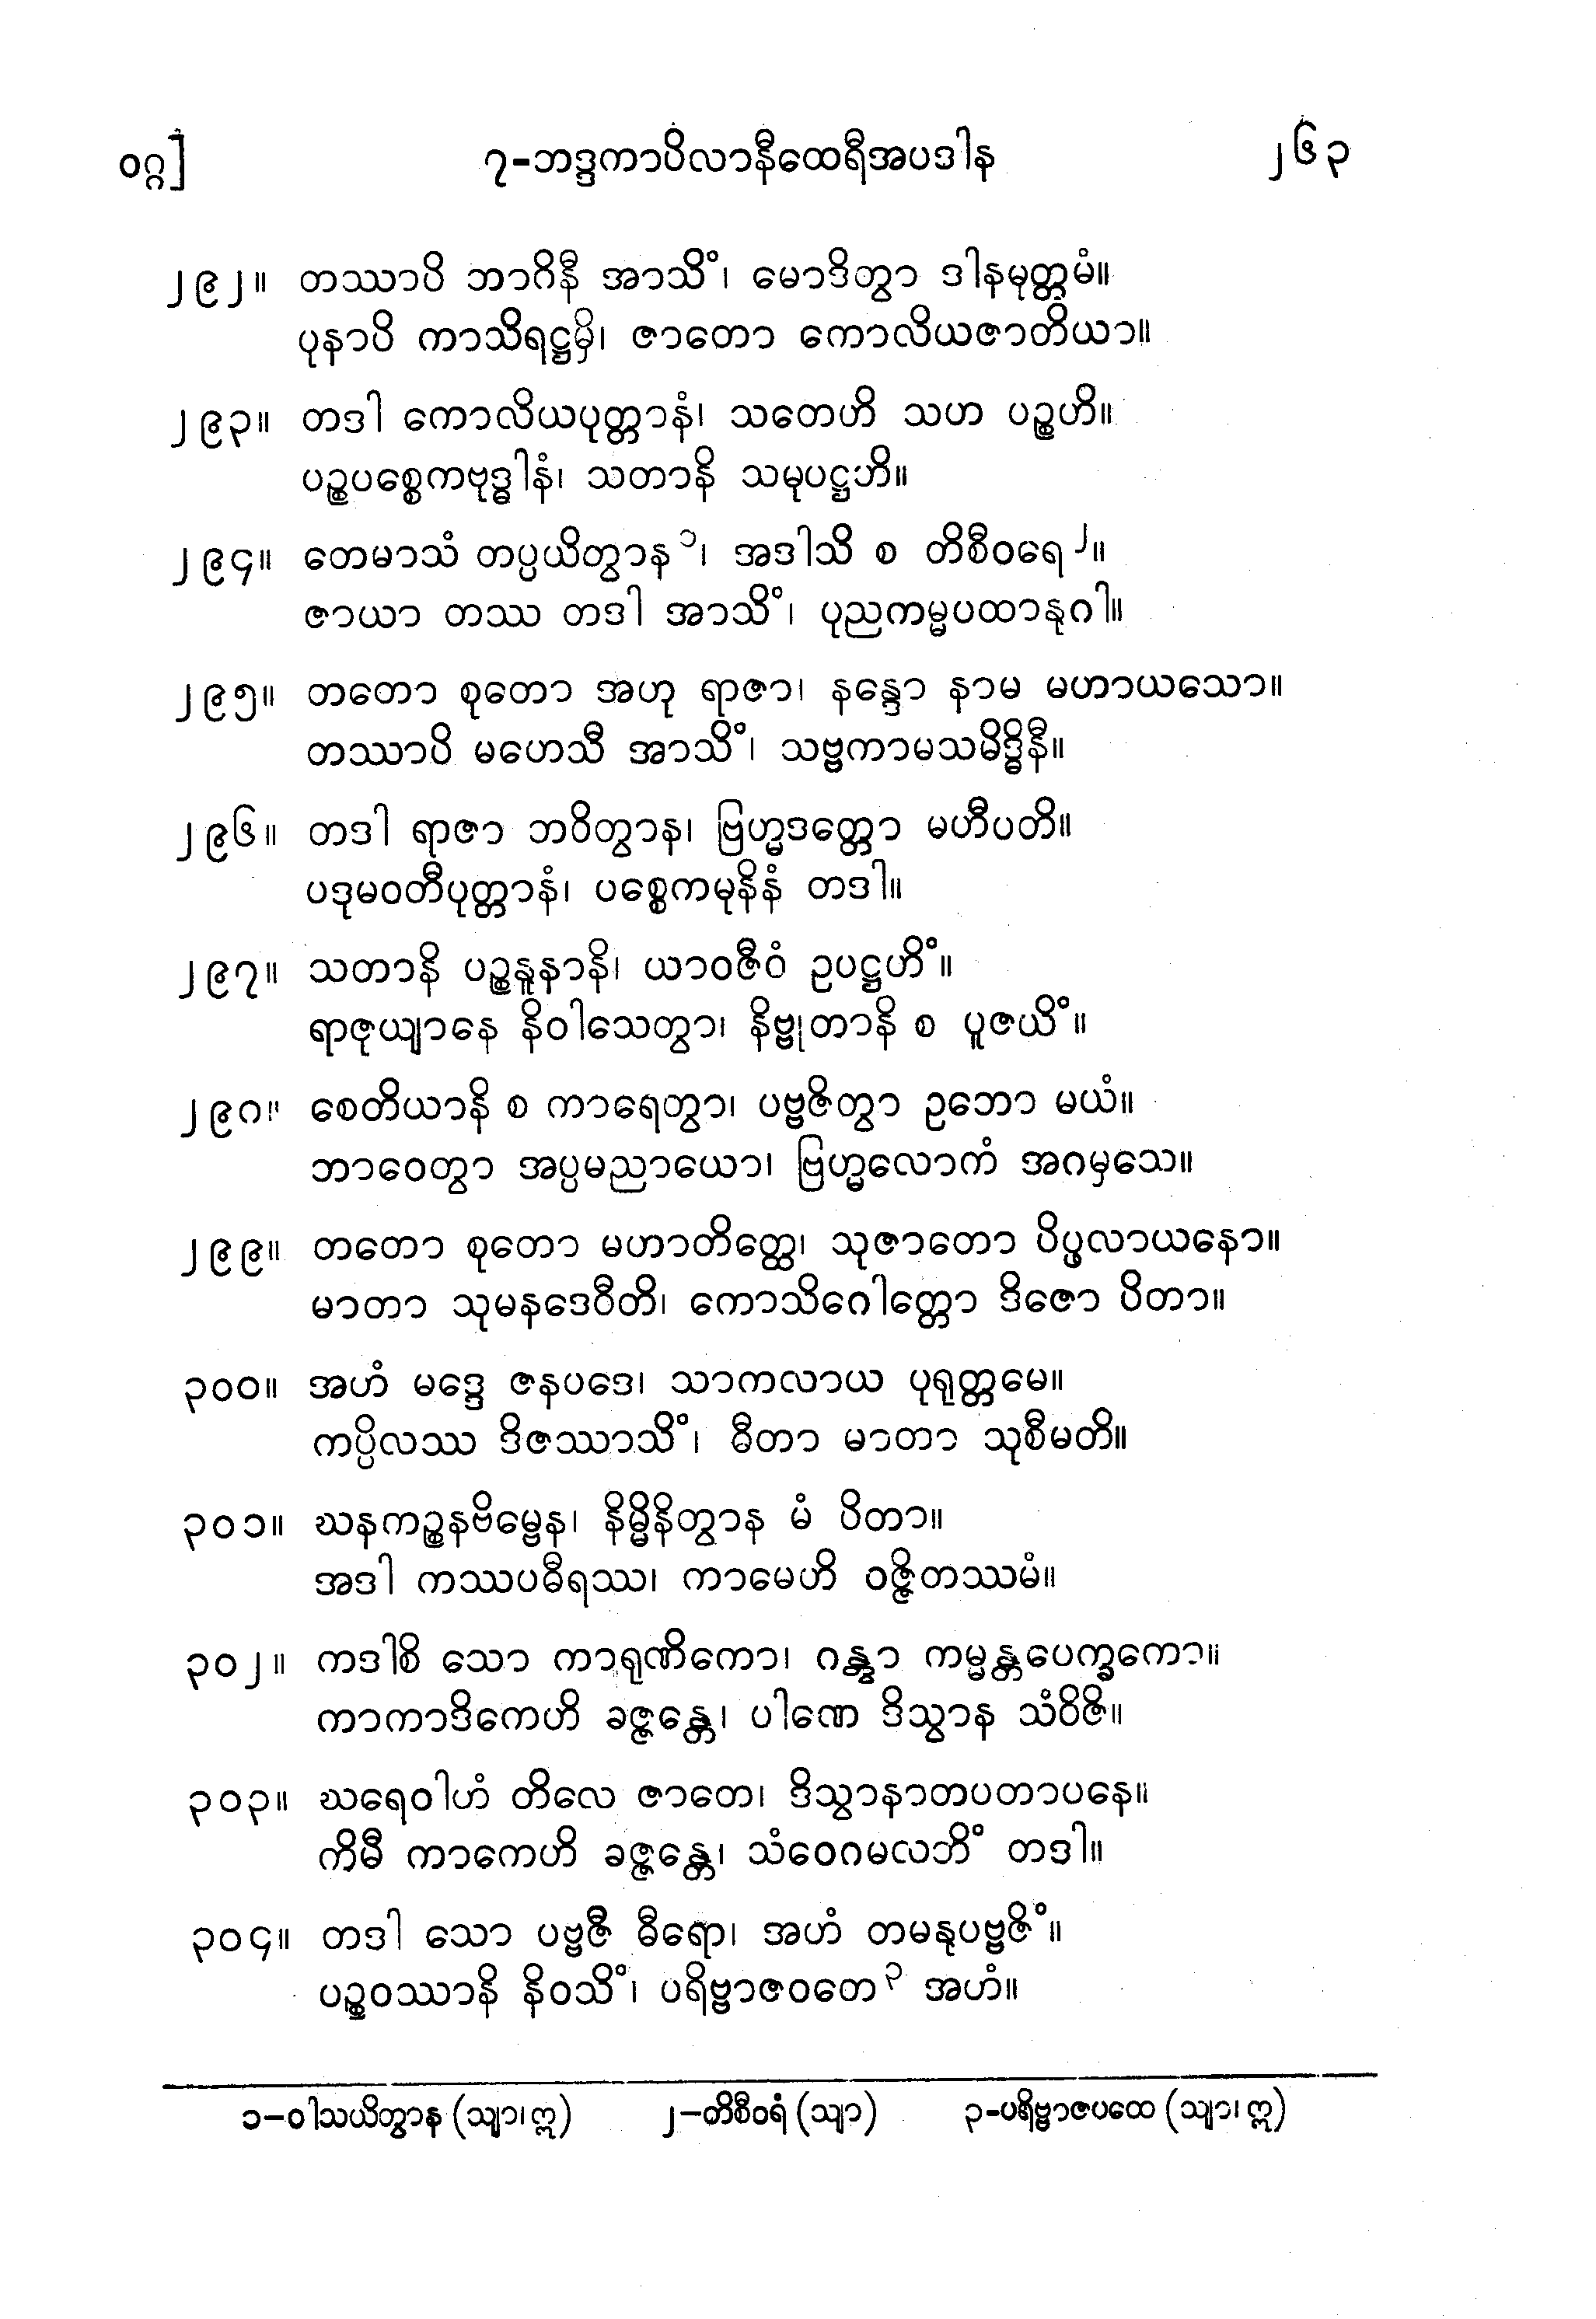 ဝဂ္ဂ]	၇-ဘဒ္ဒကာပိလာနီထေရီအပဒါန	၂၆၃
၂၉၂။ တဿာပိ ဘာဂိနီ အာသိံ၊ မောဒိတွာ ဒါနမုတ္တမံ။
ပုနာပိ ကာသိရဋ္ဌမှိ၊ ဇာတော ကောလိယဇာတိယာ။
၂၉၃။ တဒါ ကောလိယပုတ္တာနံ၊ သတေဟိ သဟ ပဉ္စဟိ။
ပဉ္စပစ္စေကဗုဒ္ဓါနံ၊ သတာနိ သမုပဋ္ဌဟိ။
၂၉၄။ တေမာသံ တပ္ပယိတွာန ၁၊ အဒါသိ စ တိစီဝရေ ၂။
ဇာယာ တဿ တဒါ အာသိံ၊ ပုညကမ္မပထာနုဂါ။
၂၉၅။ တတော စုတော အဟု ရာဇာ၊ နန္ဒော နာမ မဟာယသော။
တဿာပိ မဟေသီ အာသိံ၊ သဗ္ဗကာမသမိဒ္ဓိနီ။
၂၉၆။ တဒါ ရာဇာ ဘဝိတွာန၊ ဗြဟ္မဒတ္တော မဟီပတိ။
ပဒုမဝတီပုတ္တာနံ၊ ပစ္စေကမုနိနံ တဒါ။
၂၉၇။ သတာနိ ပဉ္စနူနာနိ၊ ယာဝဇီဝံ ဥပဋ္ဌဟိံ။
ရာဇုယျာနေ နိဝါသေတွာ၊ နိဗ္ဗုတာနိ စ ပူဇယိံ။
၂၉၈။ စေတိယာနိ စ ကာရေတွာ၊ ပဗ္ဗဇိတွာ ဥဘော မယံ။
ဘာဝေတွာ အပ္ပမညာယော၊ ဗြဟ္မလောကံ အဂမှသေ။
၂၉၉။ တတော စုတော မဟာတိတ္ထေ၊ သုဇာတော ပိပ္ဖလာယနော။
မာတာ သုမနဒေဝီတိ၊ ကောသိဂေါတ္တော ဒိဇော ပိတာ။
၃၀၀။ အဟံ မဒ္ဒေ ဇနပဒေ၊ သာကလာယ ပုရုတ္တမေ။
ကပ္ပိလဿ ဒိဇဿာသိံ၊ ဓီတာ မာတာ သုစီမတိ။
၃၀၁။ ဃနကဉ္စနဗိမ္ဗေန၊ နိမ္မိနိတွာန မံ ပိတာ။
အဒါ ကဿပဓီရဿ၊ ကာမေဟိ ဝဇ္ဇိတဿမံ။
၃၀၂။ ကဒါစိ သော ကာရုဏိကော၊ ဂန္တွာ ကမ္မန္တပေက္ခကော။
ကာကာဒိကေဟိ ခဇ္ဇန္တေ၊ ပါဏေ ဒိသွာန သံဝိဇိ။
၃၀၃။ ဃရေဝါဟံ တိလေ ဇာတေ၊ ဒိသွာနာတပတာပနေ။
ကိမီ ကာကေဟိ ခဇ္ဇန္တေ၊ သံဝေဂမလဘိံ တဒါ။
၃၀၄။ တဒါ သော ပဗ္ဗဇီ ဓီရော၊ အဟံ တမနုပဗ္ဗဇိံ။
ပဉ္စဝဿာနိ နိဝသိံ၊ ပရိဗ္ဗာဇဝတေ ၃ အဟံ။
၁-ဝါသယိတွာန (သျာ၊ဣ)	၂-တိစီဝရံ (သျာ)	၃-ပရိဗ္ဗာဇပထေ (သျာ၊ ဣ)